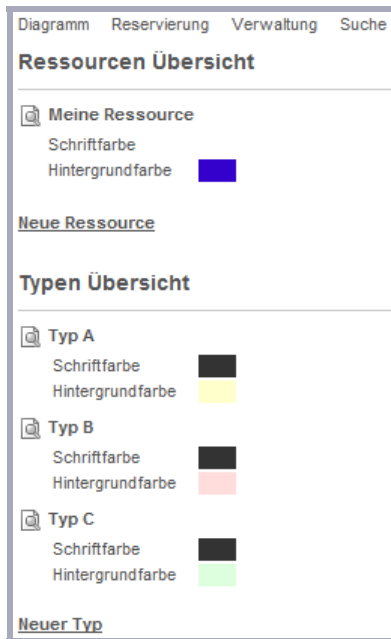 Diagramm Reservierung Verwaltung Suche
Ressourcen Übersicht
Meine Ressource
Schriftfarbe
Hintergrundfarbe
Neue Ressource
Typen Übersicht
Typ A
Schriftfarbe
Hintergrundfarbe
Typ B
Schriftfarbe
Hintergrundfarbe
Typ C
Schriftfarbe
Hintergrundfarbe
Neuer Typ